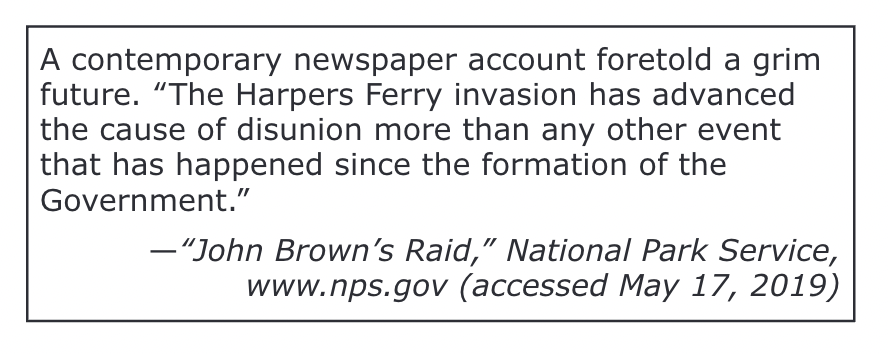 A contemporary newspaper account foretold a grim
future. “The Harpers Ferry invasion has advanced
the cause of disunion more than any other event
that has happened since the formation of the
Government.”
—“John Brown’s Raid,” National Park Service,
www.nps.gov (accessed May 17, 2019)